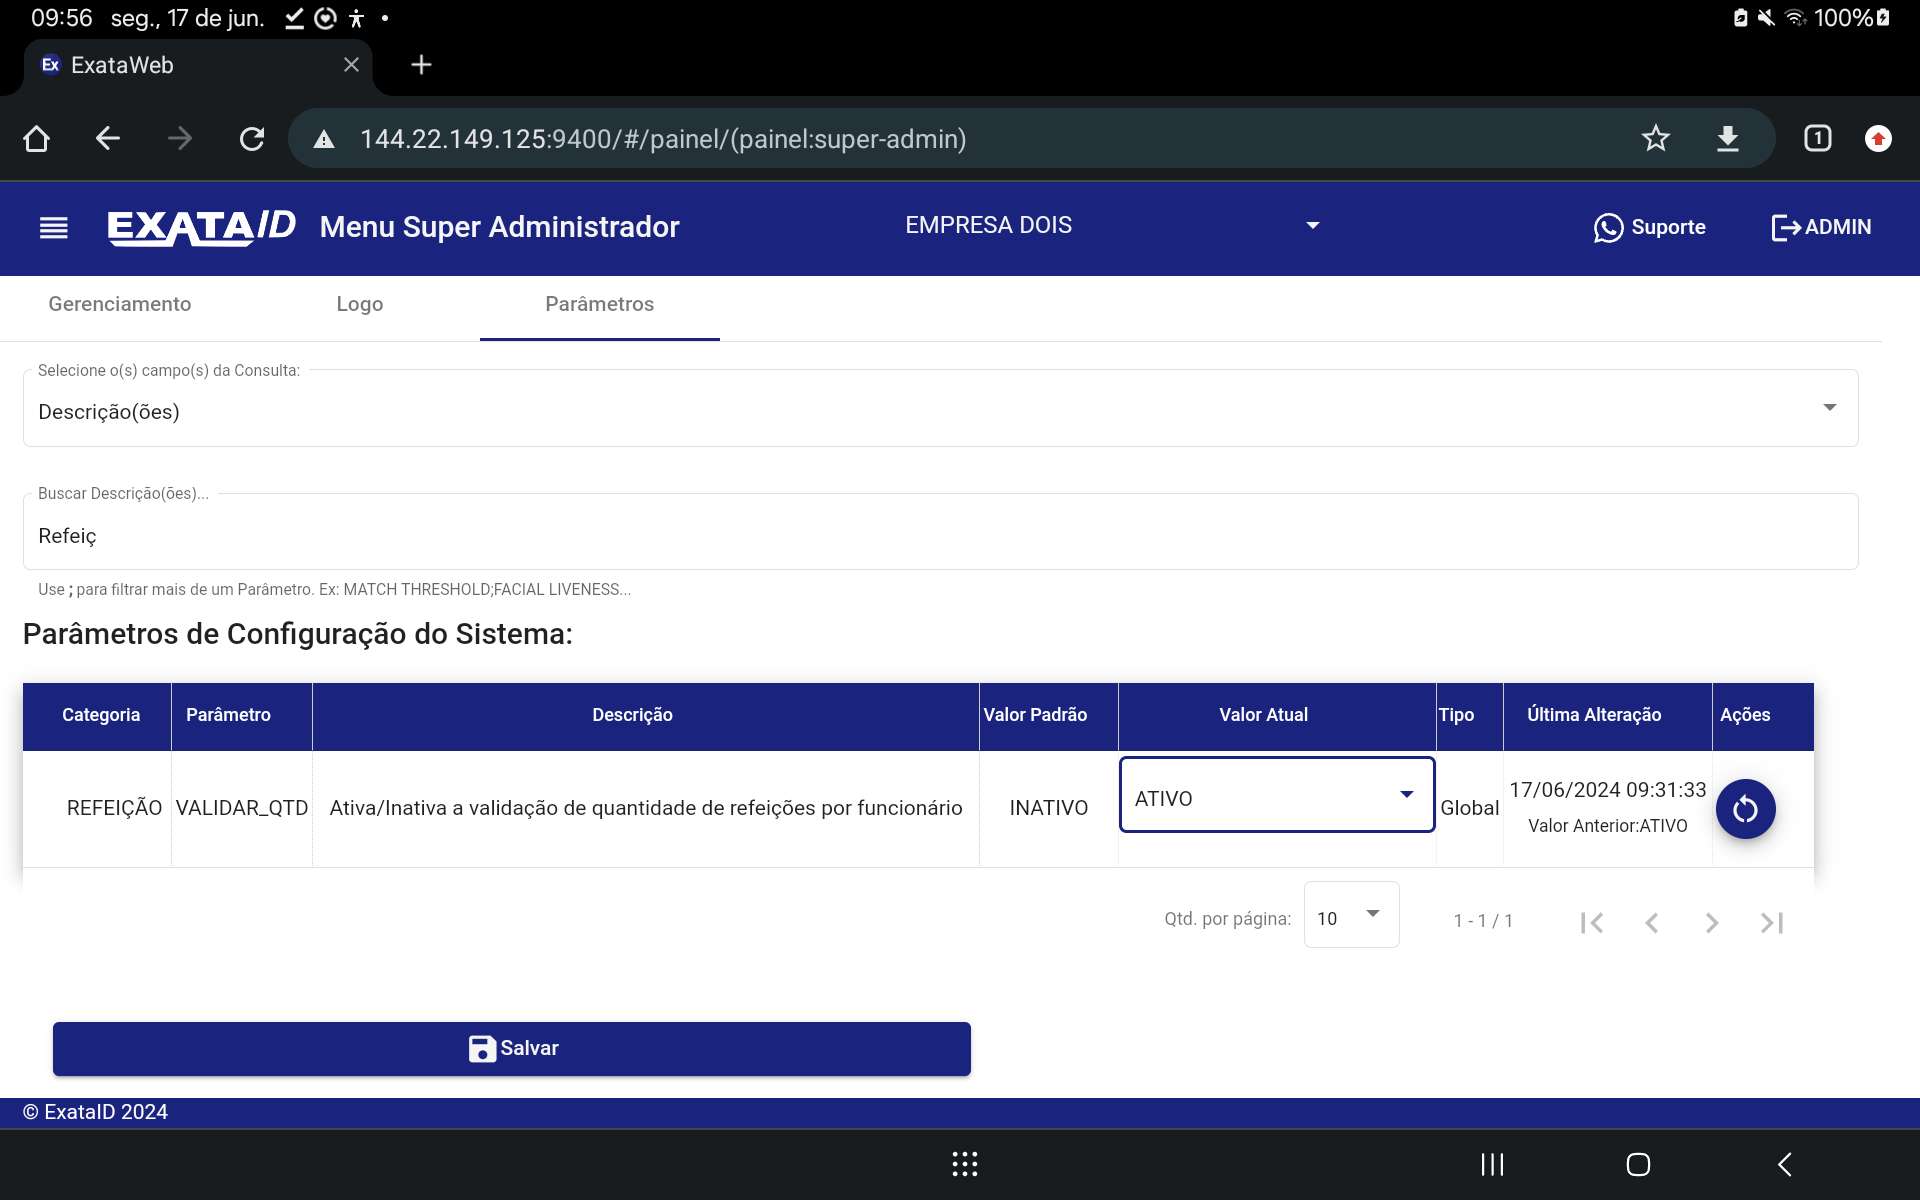 09:56 seg., 17 de jun. 100%
Ex ExataWeb
144.22.149.125:9400/#/painel/(painel:super-admin) 1
EXATAID Menu Super Administrador EMPRESA DOIS Suporte ADMIN
Gerenciamento Logo Parâmetros
Selecione o(s) campo(s) da Consulta:
Descrição(ões)
Buscar Descrição(ões)...
Refeiç
Use ; para filtrar mais de um Parâmetro. Ex: MATCH THRESHOLD;FACIAL LIVENESS...
Parâmetros de Configuração do Sistema:
Categoria Parâmetro Descrição Valor Padrão Valor Atual Tipo Última Alteração Ações
REFEIÇÃO VALIDAR_QTD Ativa/Inativa a validação de quantidade de refeições por funcionário INATIVO ATIVO Global 17/06/2024 09:31:33
Valor Anterior:ATIVO
Qtd. por página: 10 1 - 1 / 1
Salvar
© ExataID 2024